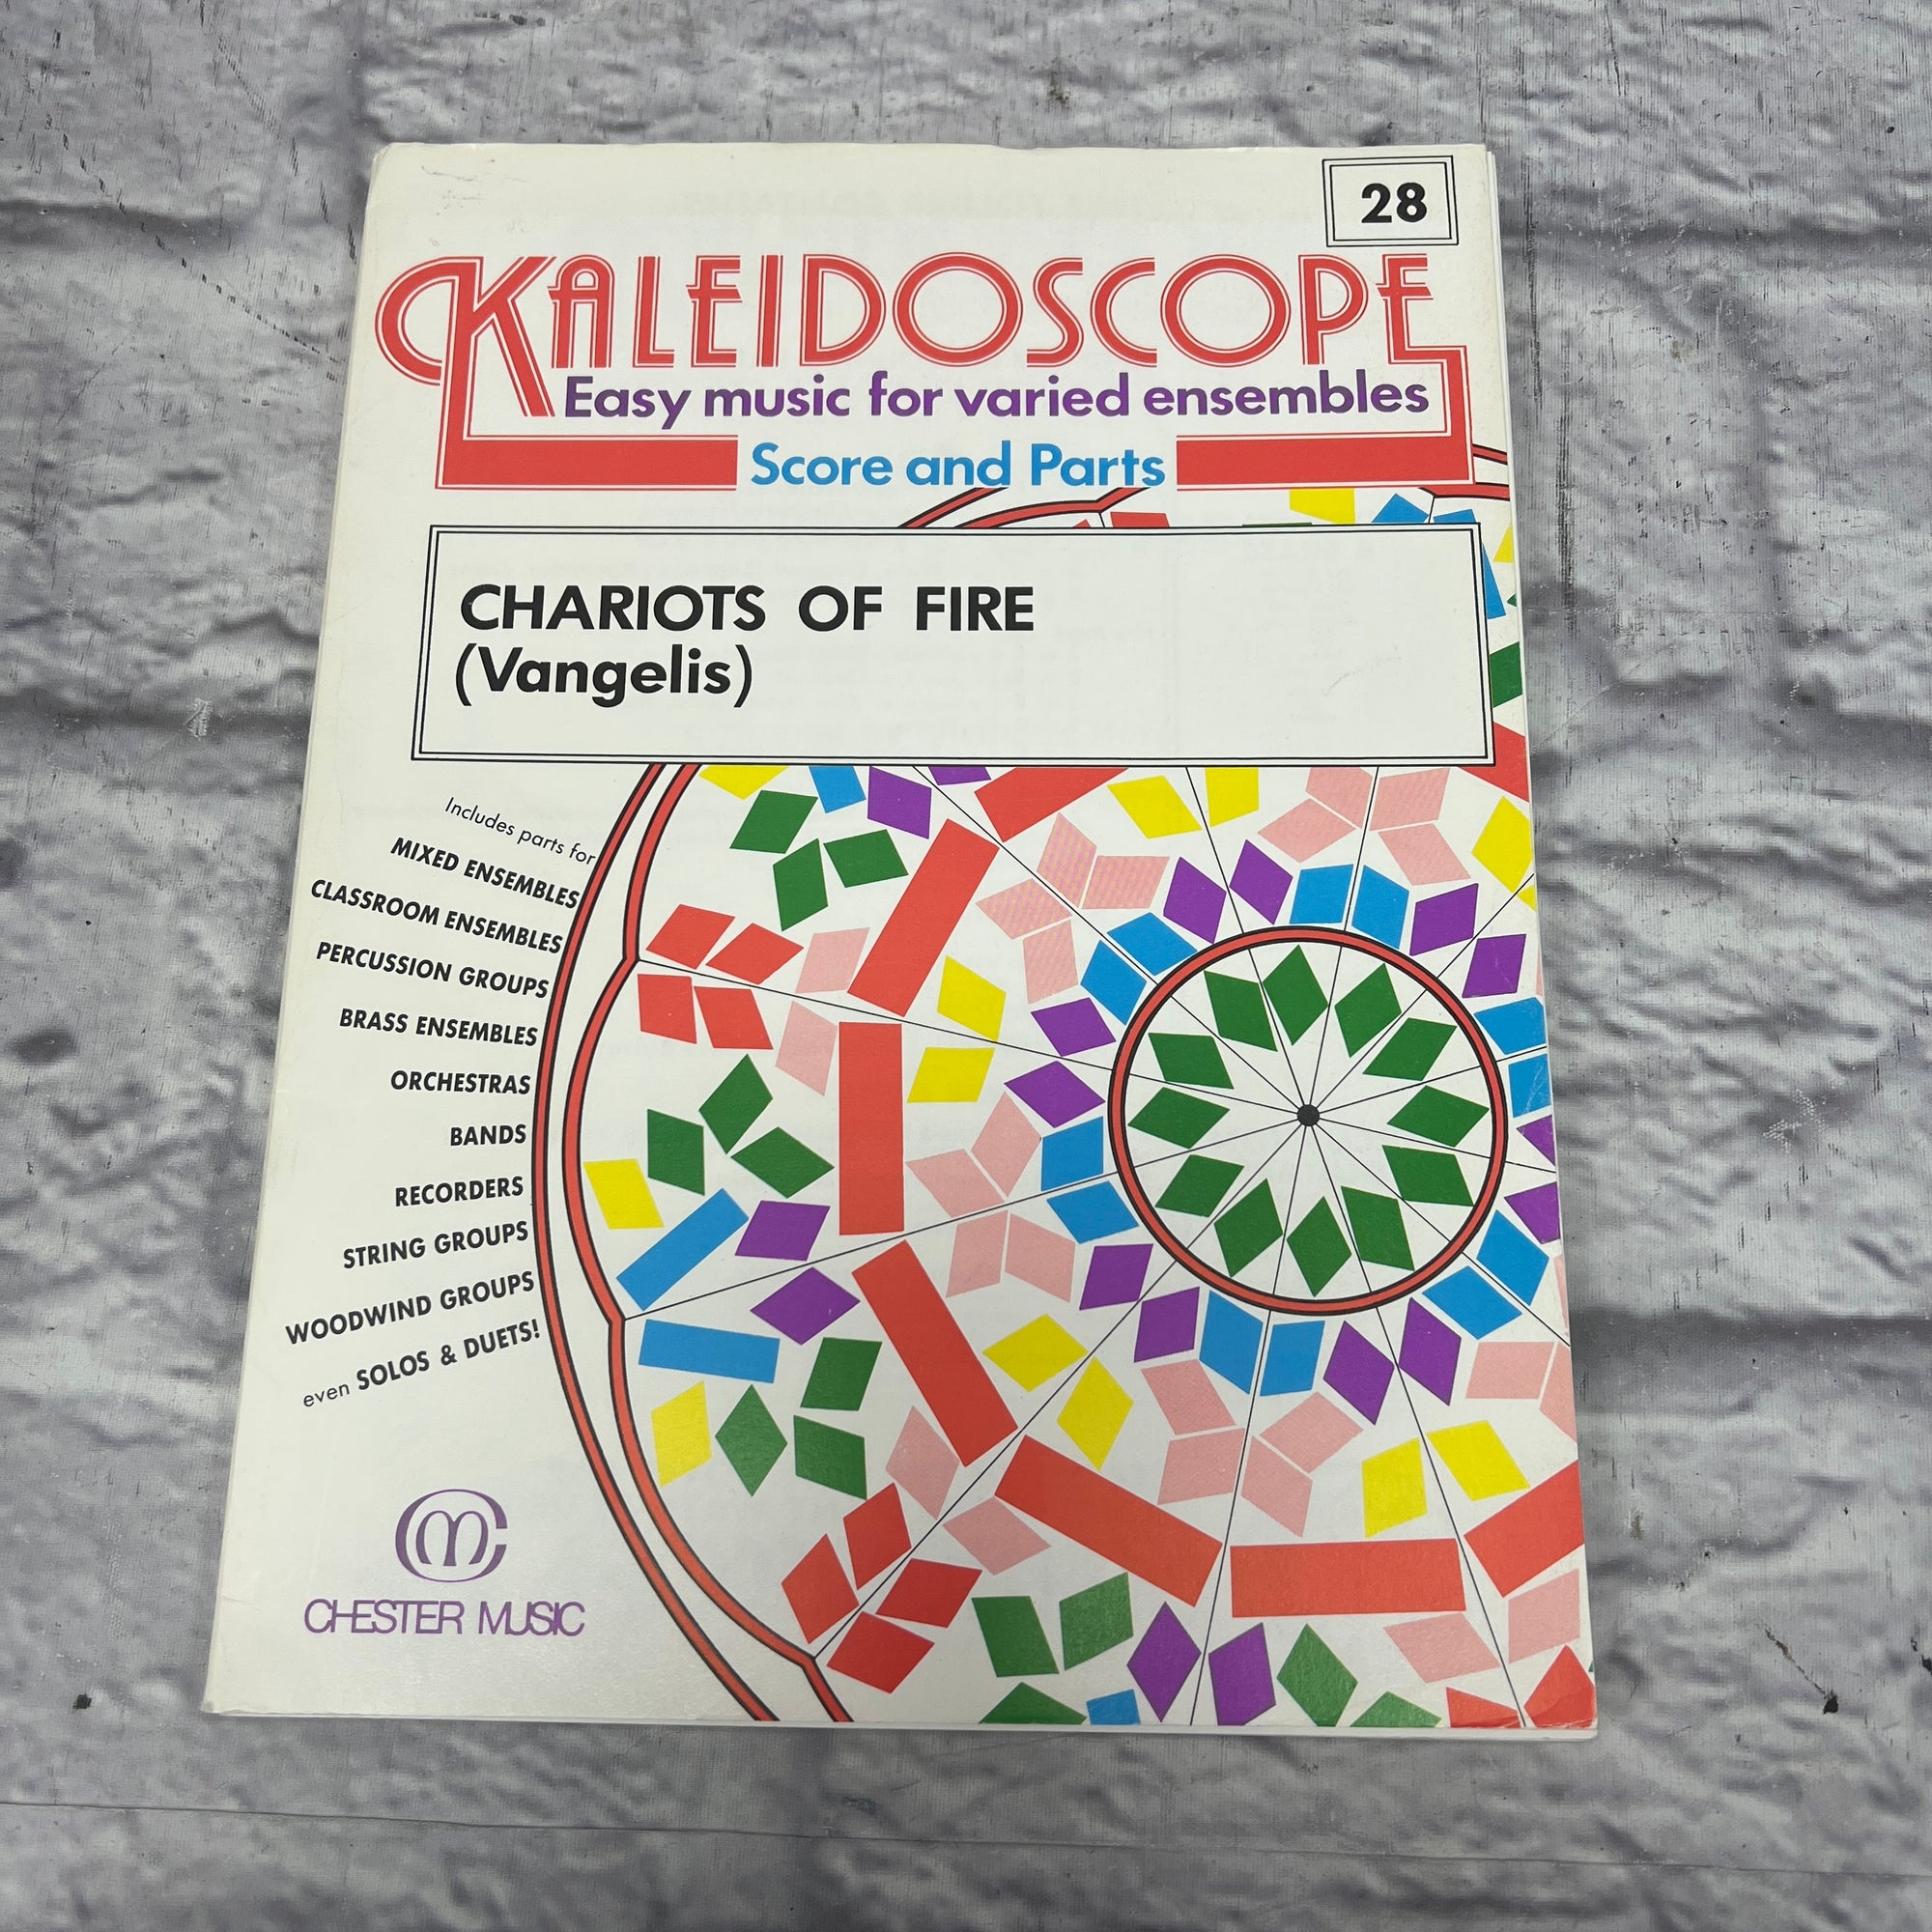 28
KALEIDOSCOPE
Easy music for varied ensembles
Score and Parts
CHARIOTS OF FIRE
(Vangelis)
Includes parts for
MIXED ENSEMBLES
CLASSROOM ENSEMBLES
PERCUSSION GROUPS
BRASS ENSEMBLES
ORCHESTRAS
BANDS
RECORDERS
STRING GROUPS
WOODWIND GROUPS
even SOLOS & DUETS!
CM
CHESTER MUSIC